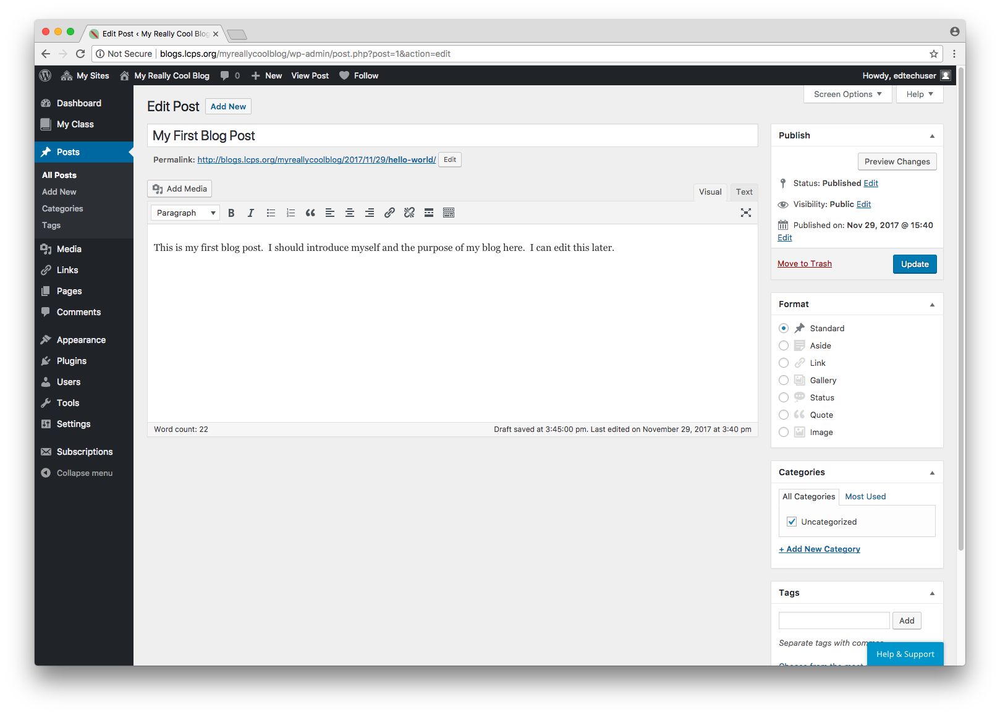 Edit Post ‹ My Really Cool Blog
Not Secure blogs.lcps.org/myreallycoolblog/wp-admin/post.php?post=1&action=edit
My Sites My Really Cool Blog 0 New View Post Follow Howdy, edtechuser
Screen Options Help
Dashboard
My Class
Posts
All Posts
Add New
Categories
Tags
Media
Links
Pages
Comments
Appearance
Plugins
Users
Tools
Settings
Subscriptions
Collapse menu
Edit Post Add New
My First Blog Post
Permalink: http://blogs.lcps.org/myreallycoolblog/2017/11/29/hello-world/ Edit
Add Media
Visual Text
Paragraph B I
This is my first blog post.  I should introduce myself and the purpose of my blog here.  I can edit this later.
Word count: 22 Draft saved at 3:45:00 pm. Last edited on November 29, 2017 at 3:40 pm
Publish
Preview Changes
Status: Published Edit
Visibility: Public Edit
Published on: Nov 29, 2017 @ 15:40
Edit
Move to Trash Update
Format
Standard
Aside
Link
Gallery
Status
Quote
Image
Categories
All Categories Most Used
Uncategorized
+ Add New Category
Tags
Add
Separate tags with
Help & Support